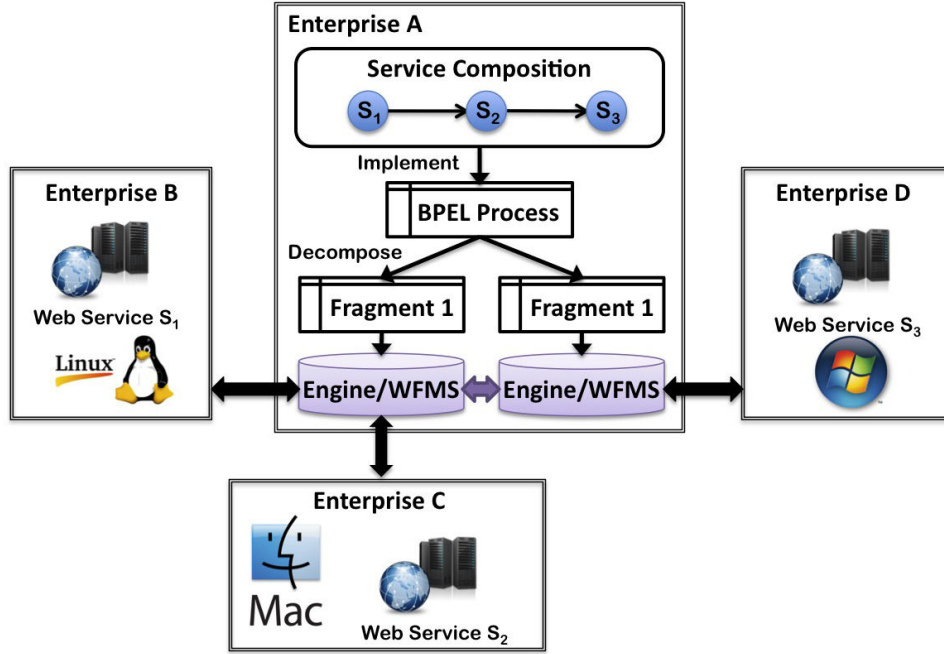 Enterprise A
Service Composition
S₁
S₂
S₃
Implement
BPEL Process
Decompose
Fragment 1
Fragment 1
Engine/WFMS
Engine/WFMS
Enterprise B
Web Service S₁
Linux
Enterprise D
Web Service S₃
Enterprise C
Mac
Web Service S₂